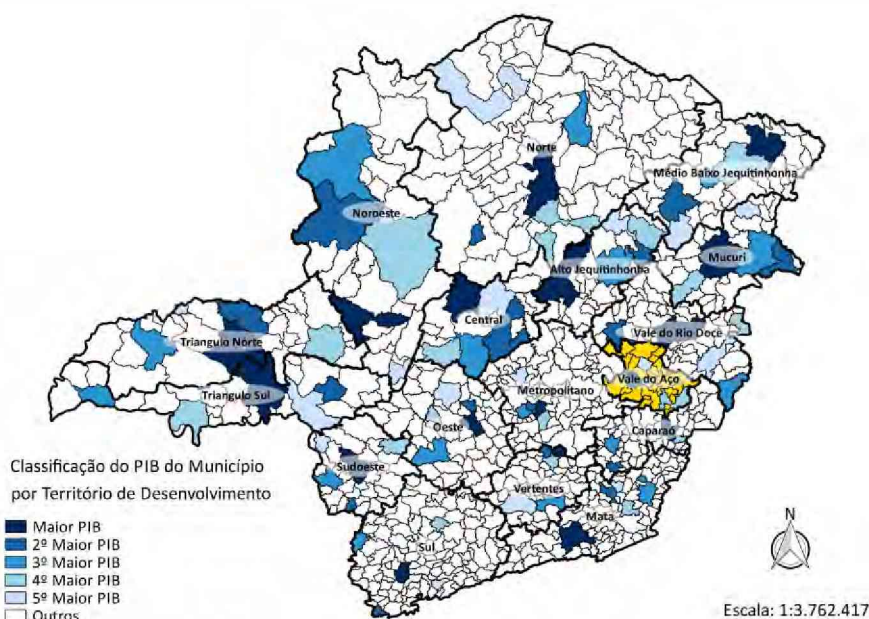 Norte
Médio Baixo Jequitinhonha
Noroeste
Mucuri
Alto Jequitinhonha
Central
Vale do Rio Doce
Triangulo Norte
Vale do Aço
Triangulo Sul
Metropolitano
Oeste
Caparaó
Sudoeste
Vertentes
Mata
Sul
Classificação do PIB do Município
por Território de Desenvolvimento
Maior PIB
2º Maior PIB
3º Maior PIB
4º Maior PIB
5º Maior PIB
Outros
N
Escala: 1:3.762.417